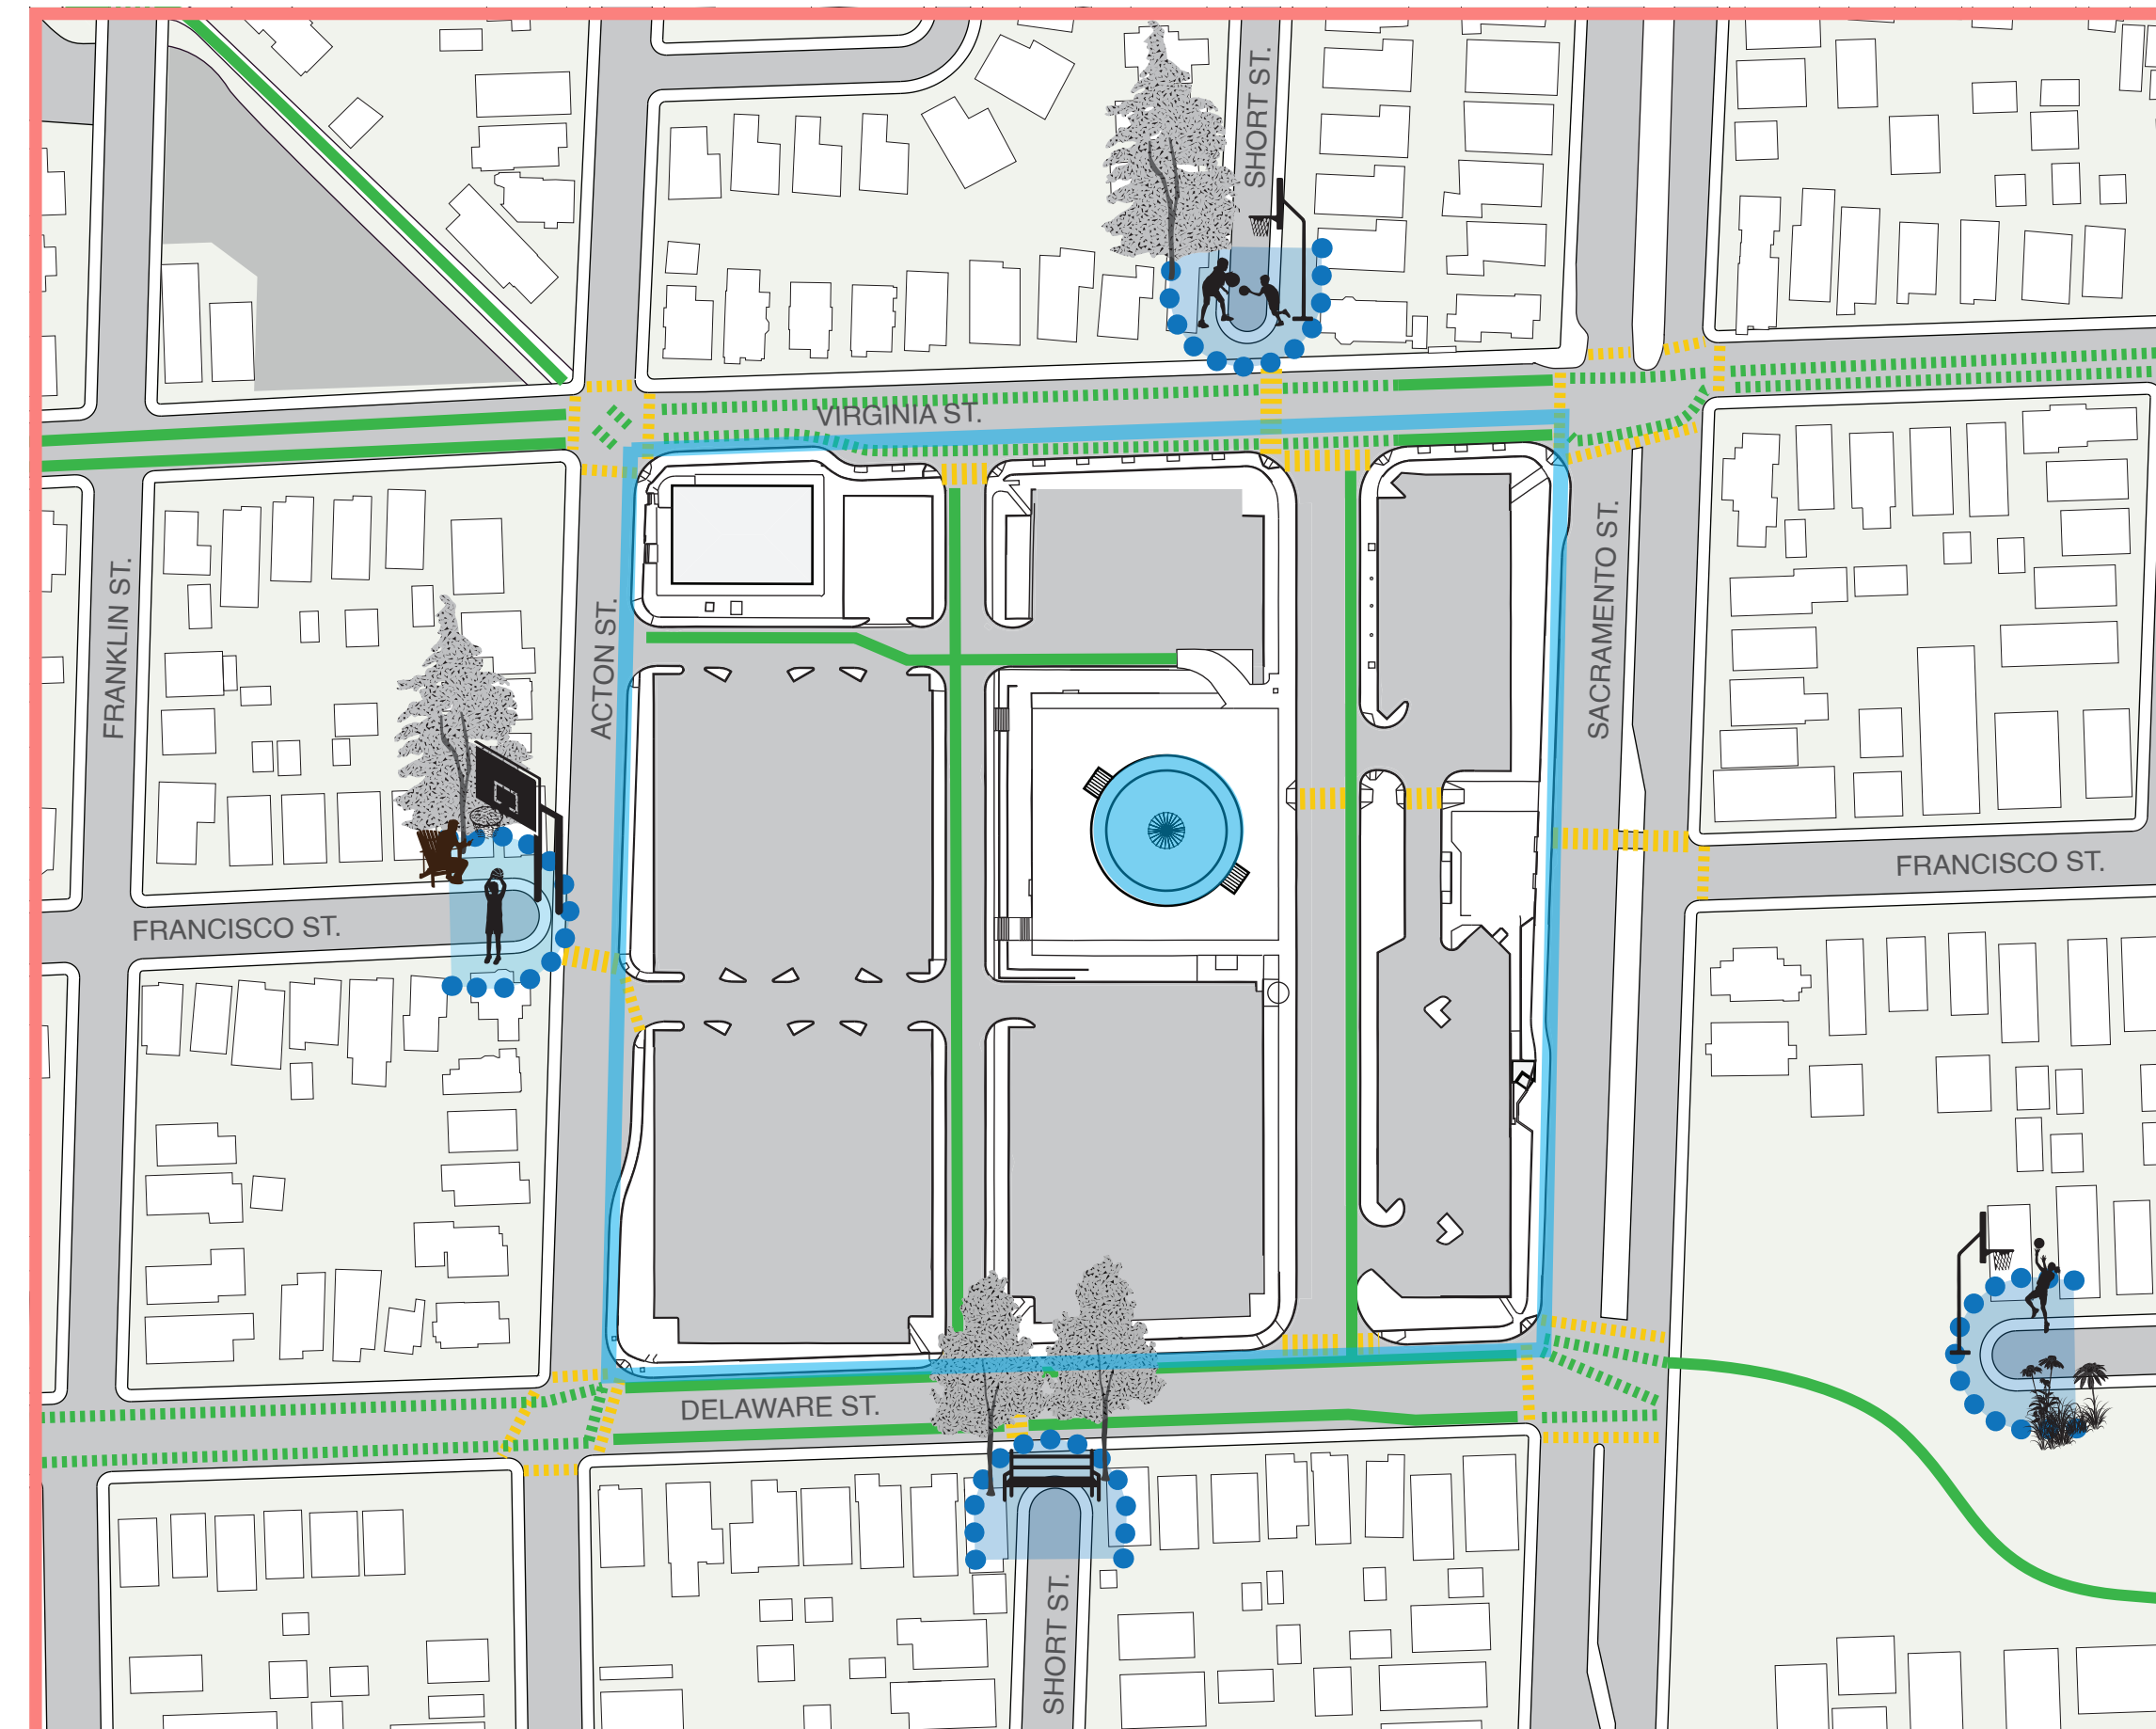 SHORT ST.
VIRGINIA ST.
FRANKLIN ST.
ACTON ST.
SACRAMENTO ST.
FRANCISCO ST.
FRANCISCO ST.
DELAWARE ST.
SHORT ST.